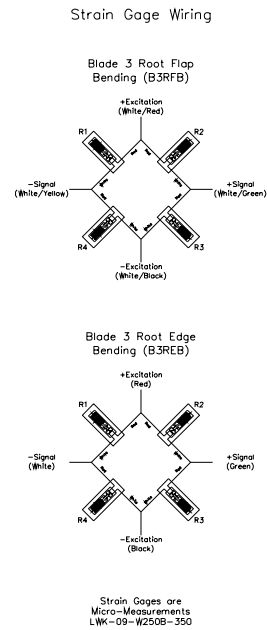 Strain Gage Wiring
Blade 3 Root Flap
Bending (B3RFB)
+Excitation
(White/Red)
R1
R2
−Signal
(White/Yellow)
+Signal
(White/Green)
R4
R3
−Excitation
(White/Black)
Blade 3 Root Edge
Bending (B3REB)
+Excitation
(Red)
R1
R2
−Signal
(White)
+Signal
(Green)
R4
R3
−Excitation
(Black)
Strain Gages are
Micro−Measurements
LWK−09−W250B−350